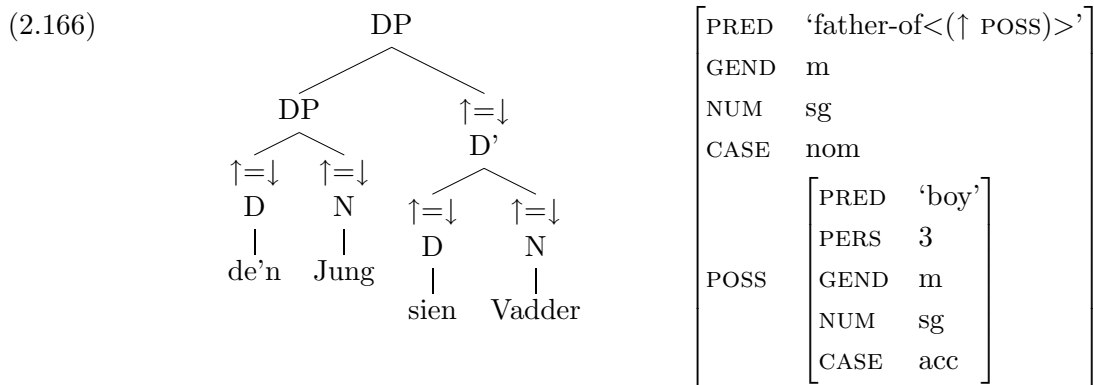 (2.166)
DP
DP ↑=↓
D’
↑=↓ ↑=↓
D N ↑=↓ ↑=↓
D N
de’n Jung
sien Vadder
PRED ‘father-of<(↑ POSS)>’
GEND m
NUM sg
CASE nom
POSS
PRED ‘boy’
PERS 3
GEND m
NUM sg
CASE acc